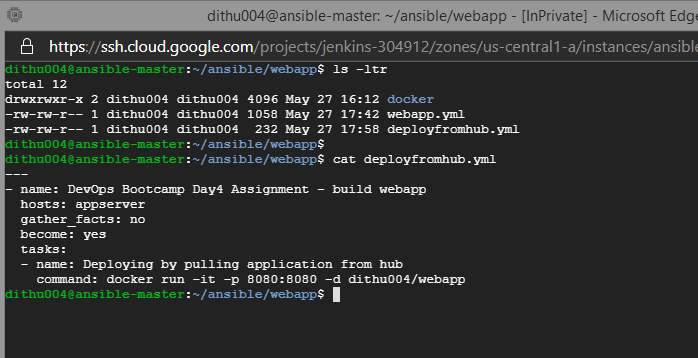 dithu004@ansible-master: ~/ansible/webapp - [InPrivate] - Microsoft Edge
https://ssh.cloud.google.com/projects/jenkins-304912/zones/us-central1-a/instances/ansible
dithu004@ansible-master:~/ansible/webapp$ ls -ltr
total 12
drwxrwxr-x 2 dithu004 dithu004 4096 May 27 16:12 docker
-rw-rw-r-- 1 dithu004 dithu004 1058 May 27 17:42 webapp.yml
-rw-rw-r-- 1 dithu004 dithu004  232 May 27 17:58 deployfromhub.yml
dithu004@ansible-master:~/ansible/webapp$
dithu004@ansible-master:~/ansible/webapp$ cat deployfromhub.yml
---
- name: DevOps Bootcamp Day4 Assignment - build webapp
  hosts: appserver
  gather_facts: no
  become: yes
  tasks:
  - name: Deploying by pulling application from hub
    command: docker run -it -p 8080:8080 -d dithu004/webapp
dithu004@ansible-master:~/ansible/webapp$